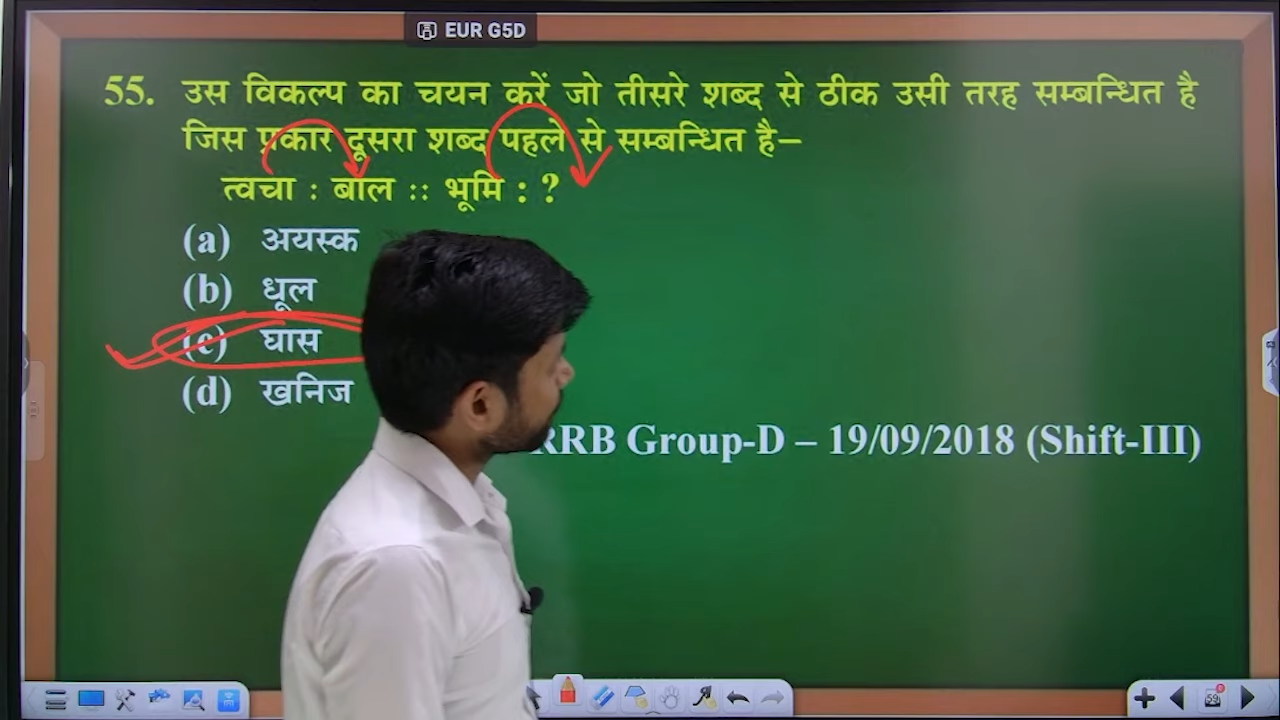 EUR G5D
55. उस विकल्प का चयन करें जो तीसरे शब्द से ठीक उसी तरह सम्बन्धित है
जिस प्रकार दूसरा शब्द पहले से सम्बन्धित है–
त्वचा : बाल :: भूमि : ?
(a) अयस्क
(b) धूल
(c) घास
(d) खनिज
RRB Group-D – 19/09/2018 (Shift-III)
59